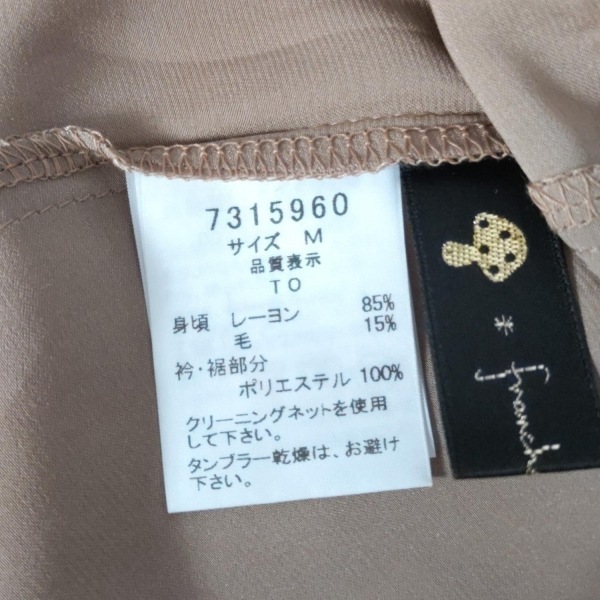 7315960
サイズ M
品質表示
TO
身頃 レーヨン 85%
毛 15%
衿・裾部分
ポリエステル 100%
クリーニングネットを使用
して下さい。
タンブラー乾燥は、お避け
下さい。
* franche